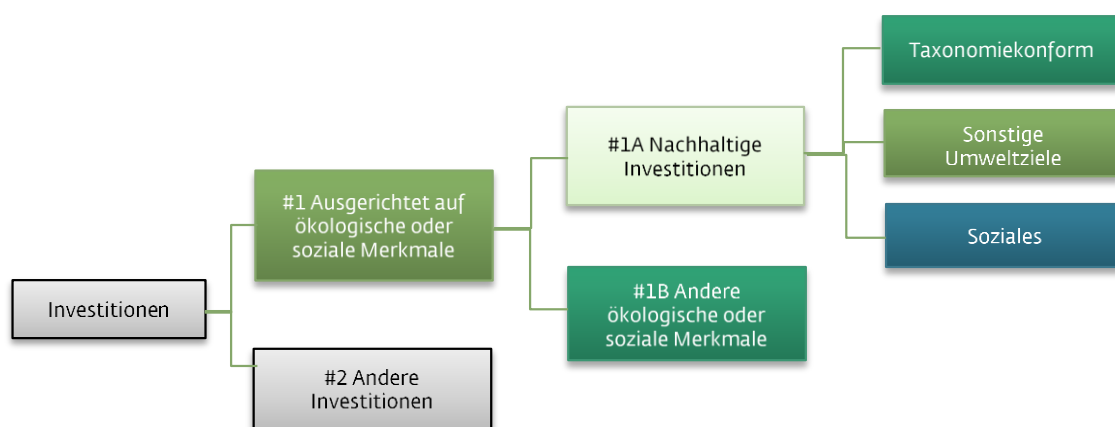 Investitionen
#1 Ausgerichtet auf
ökologische oder
soziale Merkmale
#2 Andere
Investitionen
#1A Nachhaltige
Investitionen
#1B Andere
ökologische oder
soziale Merkmale
Taxonomiekonform
Sonstige
Umweltziele
Soziales